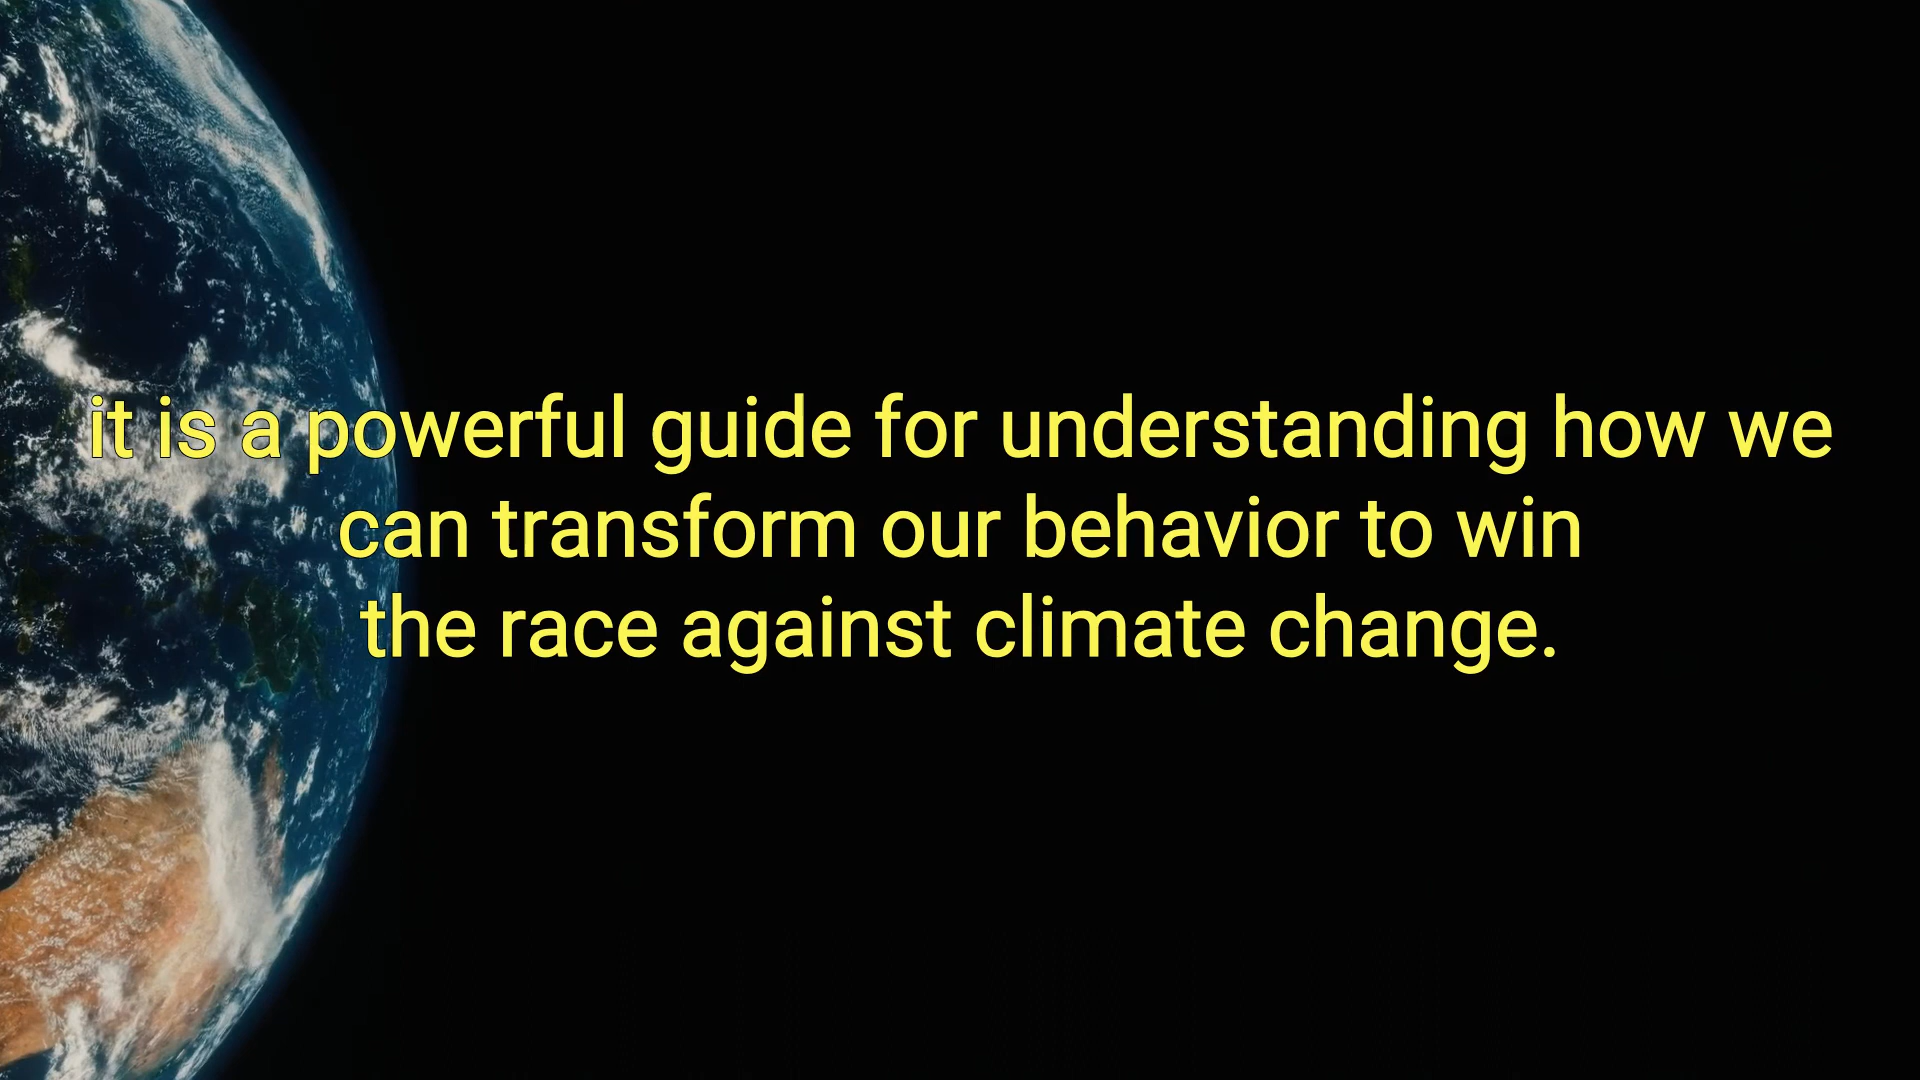 it is a powerful guide for understanding how we
can transform our behavior to win
the race against climate change.